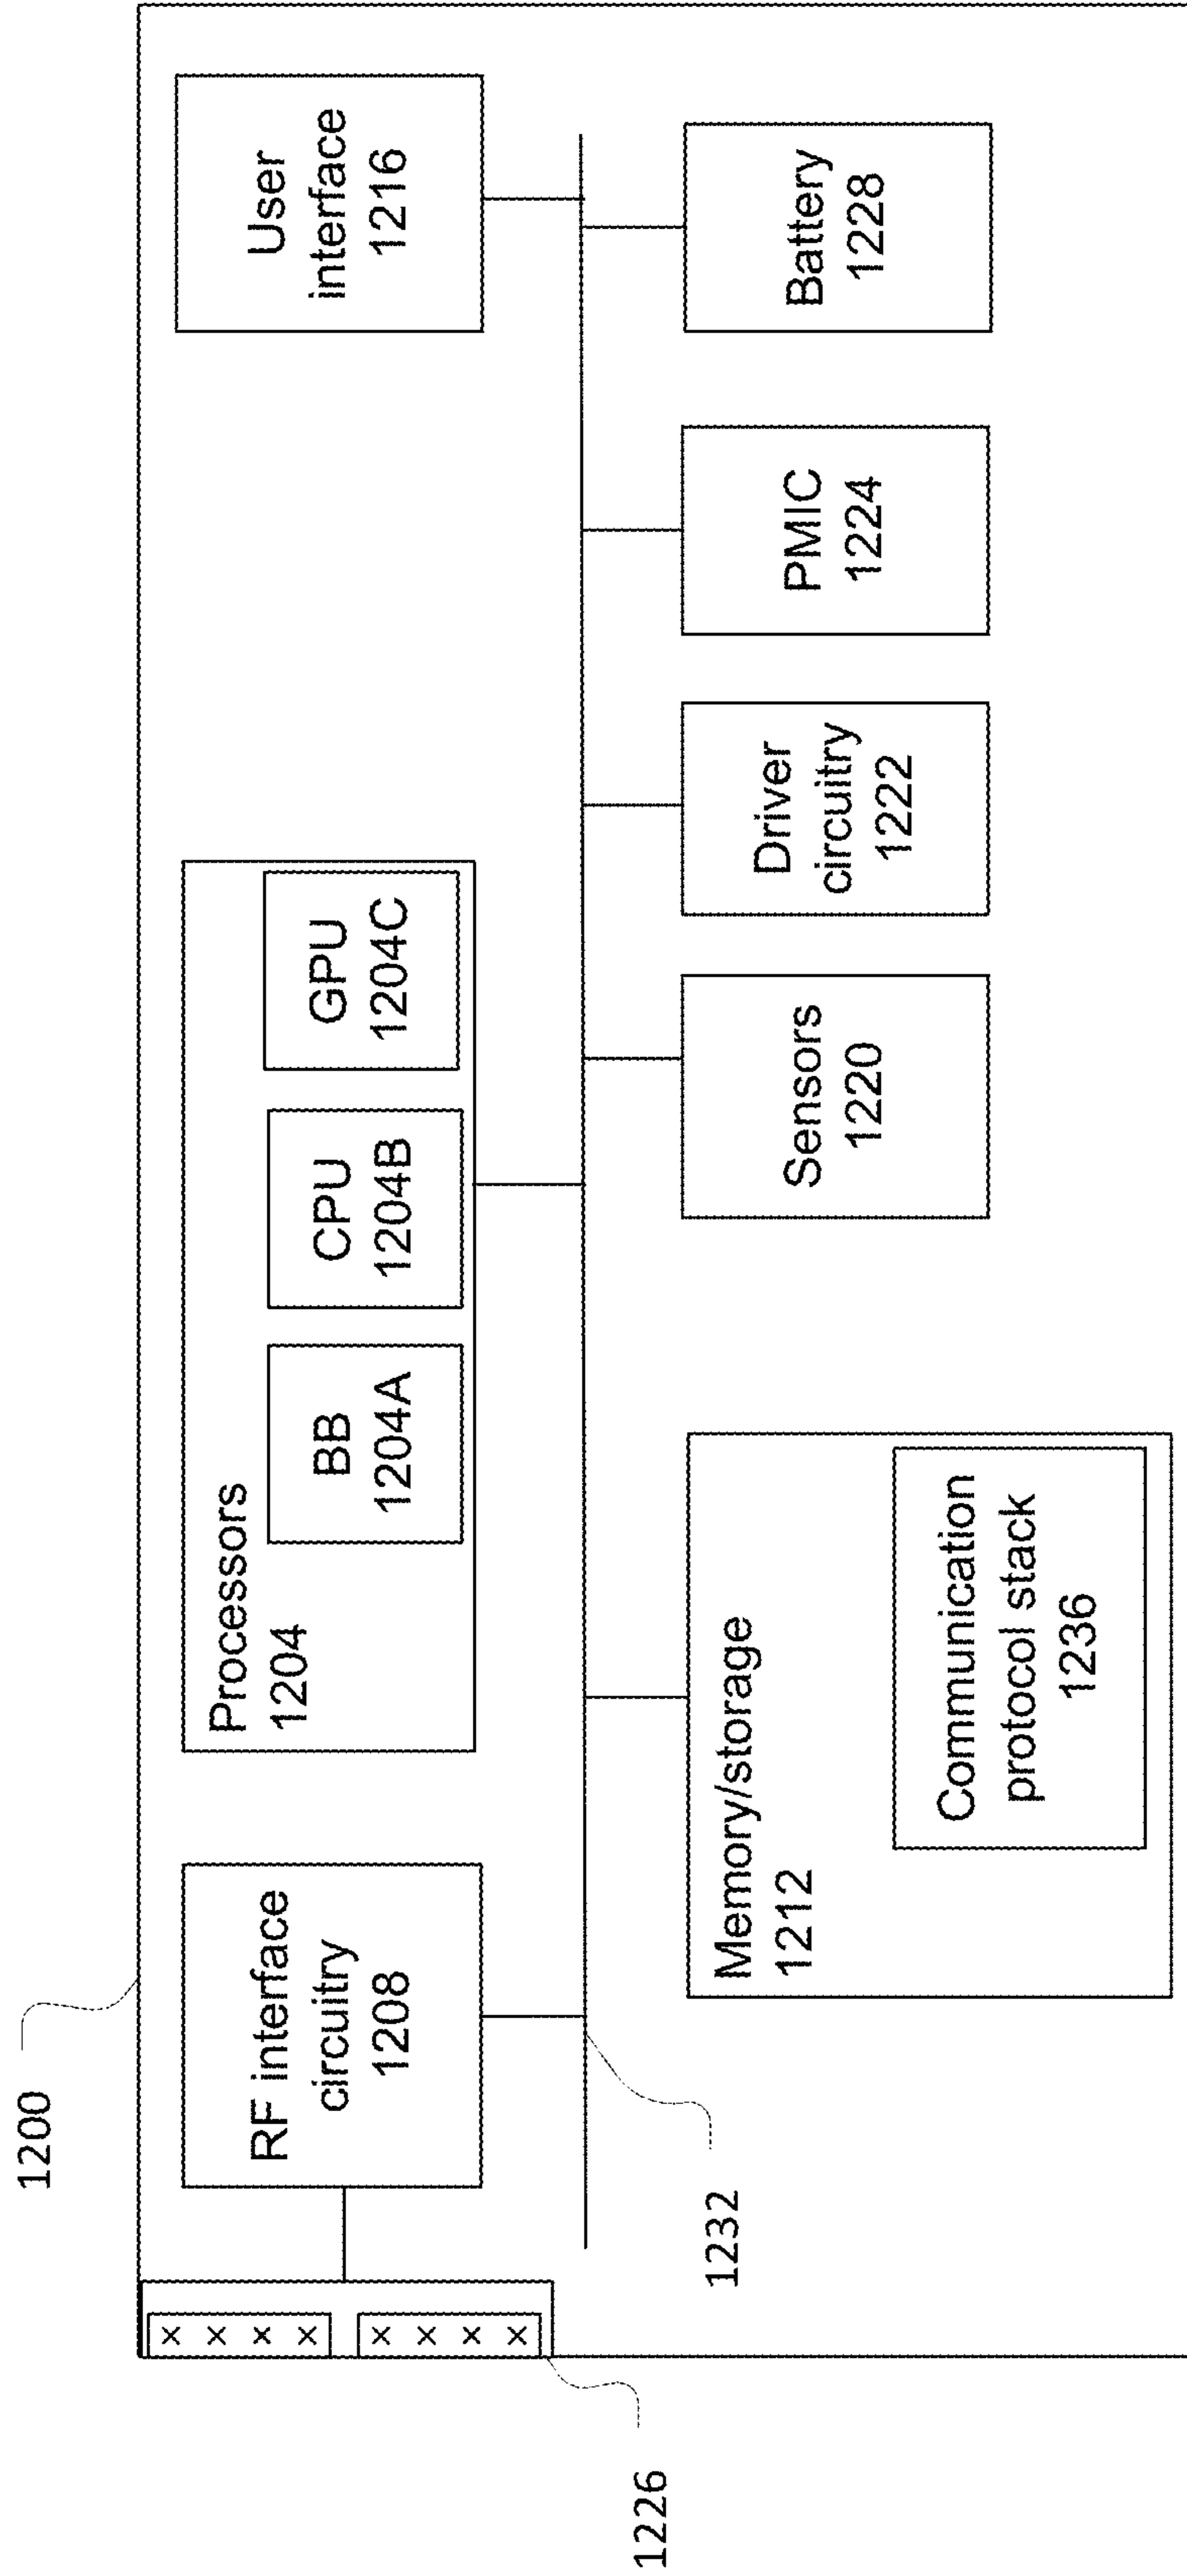 1200
RF interface
circuitry
1208
Processors
1204
BB
1204A
CPU
1204B
GPU
1204C
User
interface
1216
1226
× × × ×
× × × ×
1232
Memory/storage
1212
Communication
protocol stack
1236
Sensors
1220
Driver
circuitry
1222
PMIC
1224
Battery
1228